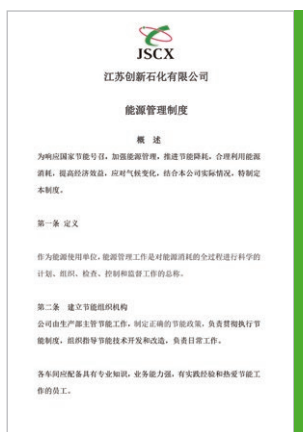 JSCX
江苏创新石化有限公司
能源管理制度
概 述
为响应国家节能号召，加强能源管理，推进节能降耗，合理利用能源
消耗，提高经济效益，应对气候变化，结合本公司实际情况，特制定
本制度。
第一条 定义
作为能源使用单位，能源管理工作是对能源消耗的全过程进行科学的
计划、组织、检查、控制和监督工作的总称。
第二条 建立节能组织机构
公司由生产部主管节能工作，制定正确的节能政策，负责贯彻执行节
能制度，组织指导节能技术开发和改造，负责日常工作。
各车间应配备具有专业知识，业务能力强，有实践经验和热爱节能工
作的员工。